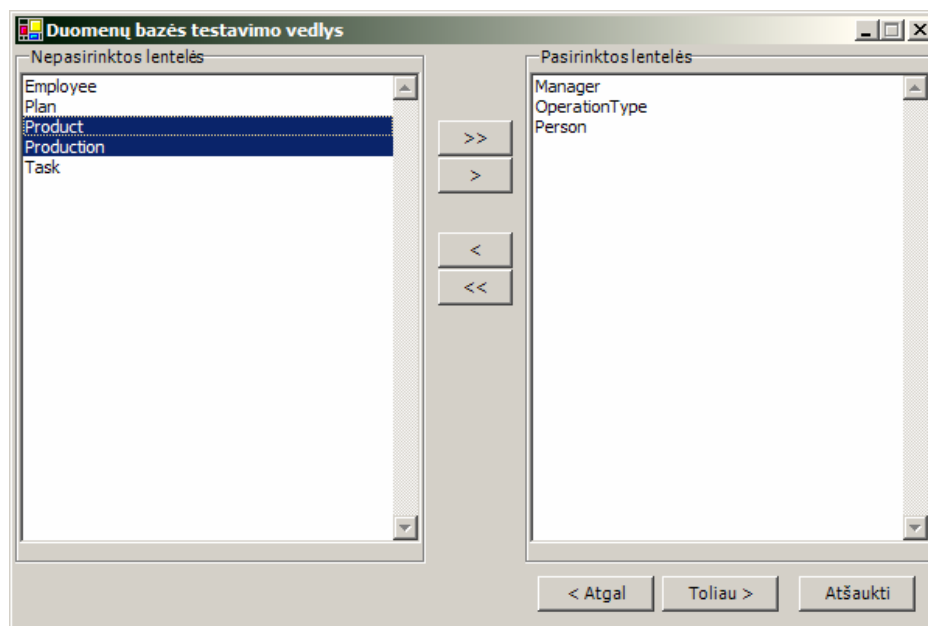 Duomenų bazės testavimo vedlys
Nepasirinktos lentelės
Employee
Plan
Product
Production
Task
>>
>
<
<<
Pasirinktos lentelės
Manager
OperationType
Person
< Atgal
Toliau >
Atšaukti